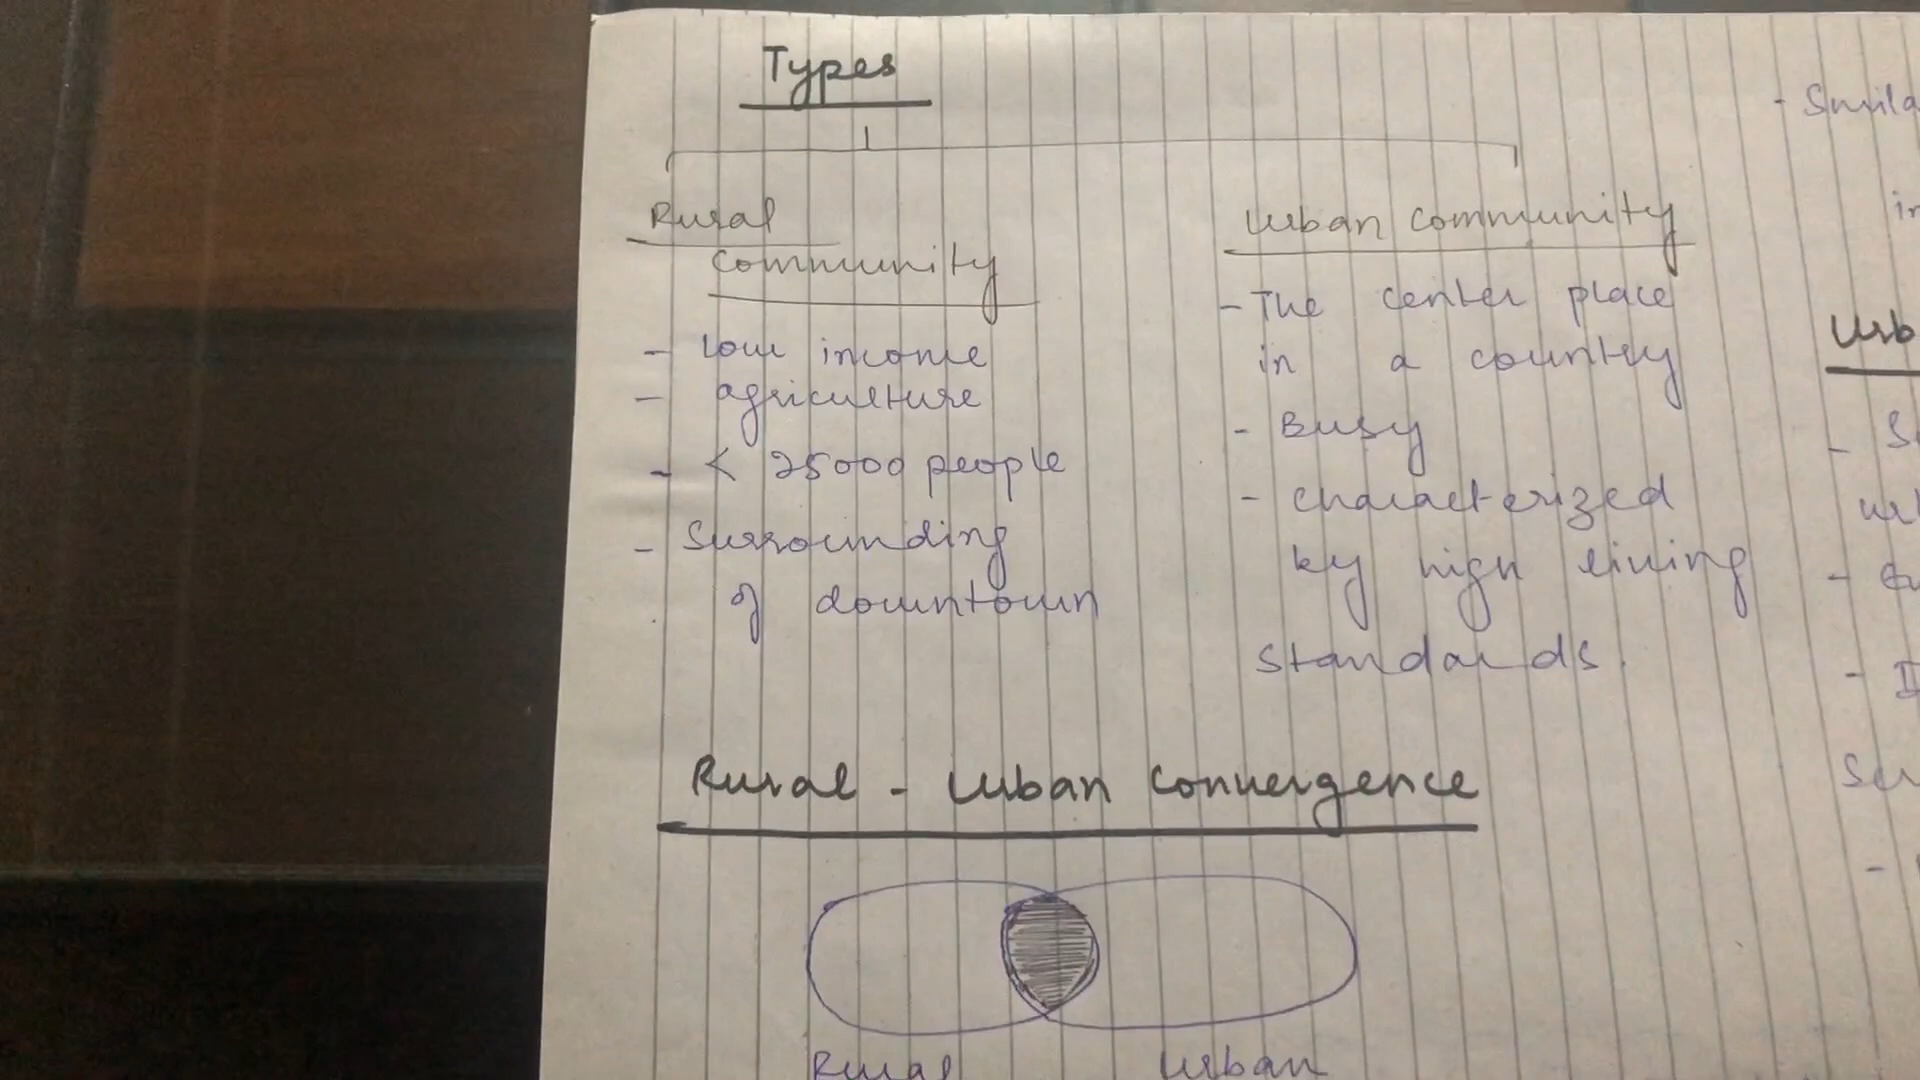 Types
Rural
Community
- low income
- agriculture
- < 25000 people
- Surrounding
of downtown
Urban Community
- The center place
in a country
- Busy
- characterized
by high living
standards.
Rural - Urban Convergence
Rural
Urban